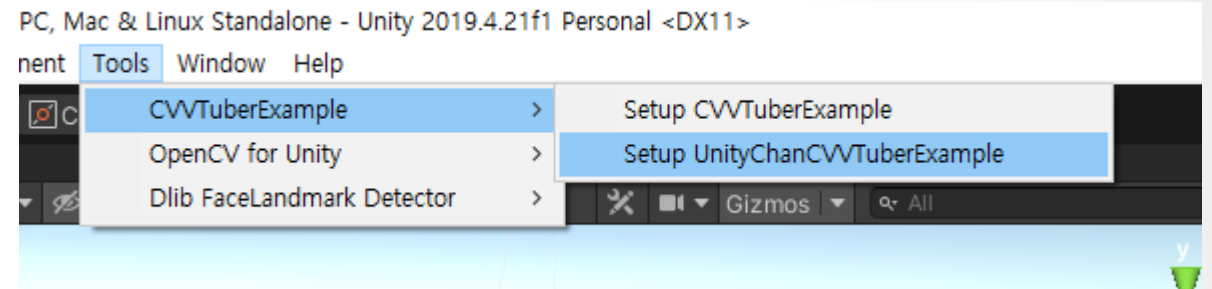 PC, Mac & Linux Standalone - Unity 2019.4.21f1 Personal <DX11>
nent Tools Window Help
C CVVTuberExample > Setup CVVTuberExample
OpenCV for Unity > Setup UnityChanCVVTuberExample
Dlib FaceLandmark Detector >
Gizmos All
y